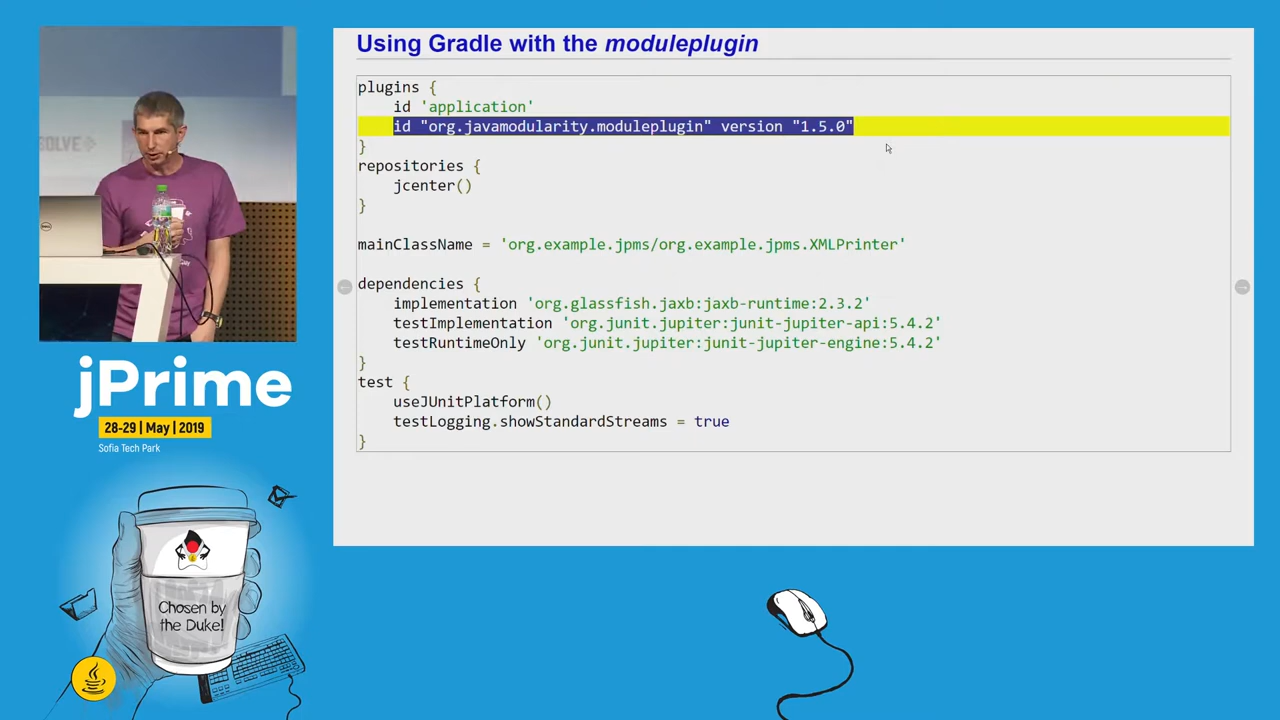 SOLVE
jPrime
28-29 | May | 2019
Sofia Tech Park
Chosen by
the Duke!
Using Gradle with the moduleplugin
plugins {
id 'application'
id "org.javamodularity.moduleplugin" version "1.5.0"
}
repositories {
jcenter()
}
mainClassName = 'org.example.jpms/org.example.jpms.XMLPrinter'
dependencies {
implementation 'org.glassfish.jaxb:jaxb-runtime:2.3.2'
testImplementation 'org.junit.jupiter:junit-jupiter-api:5.4.2'
testRuntimeOnly 'org.junit.jupiter:junit-jupiter-engine:5.4.2'
}
test {
useJUnitPlatform()
testLogging.showStandardStreams = true
}